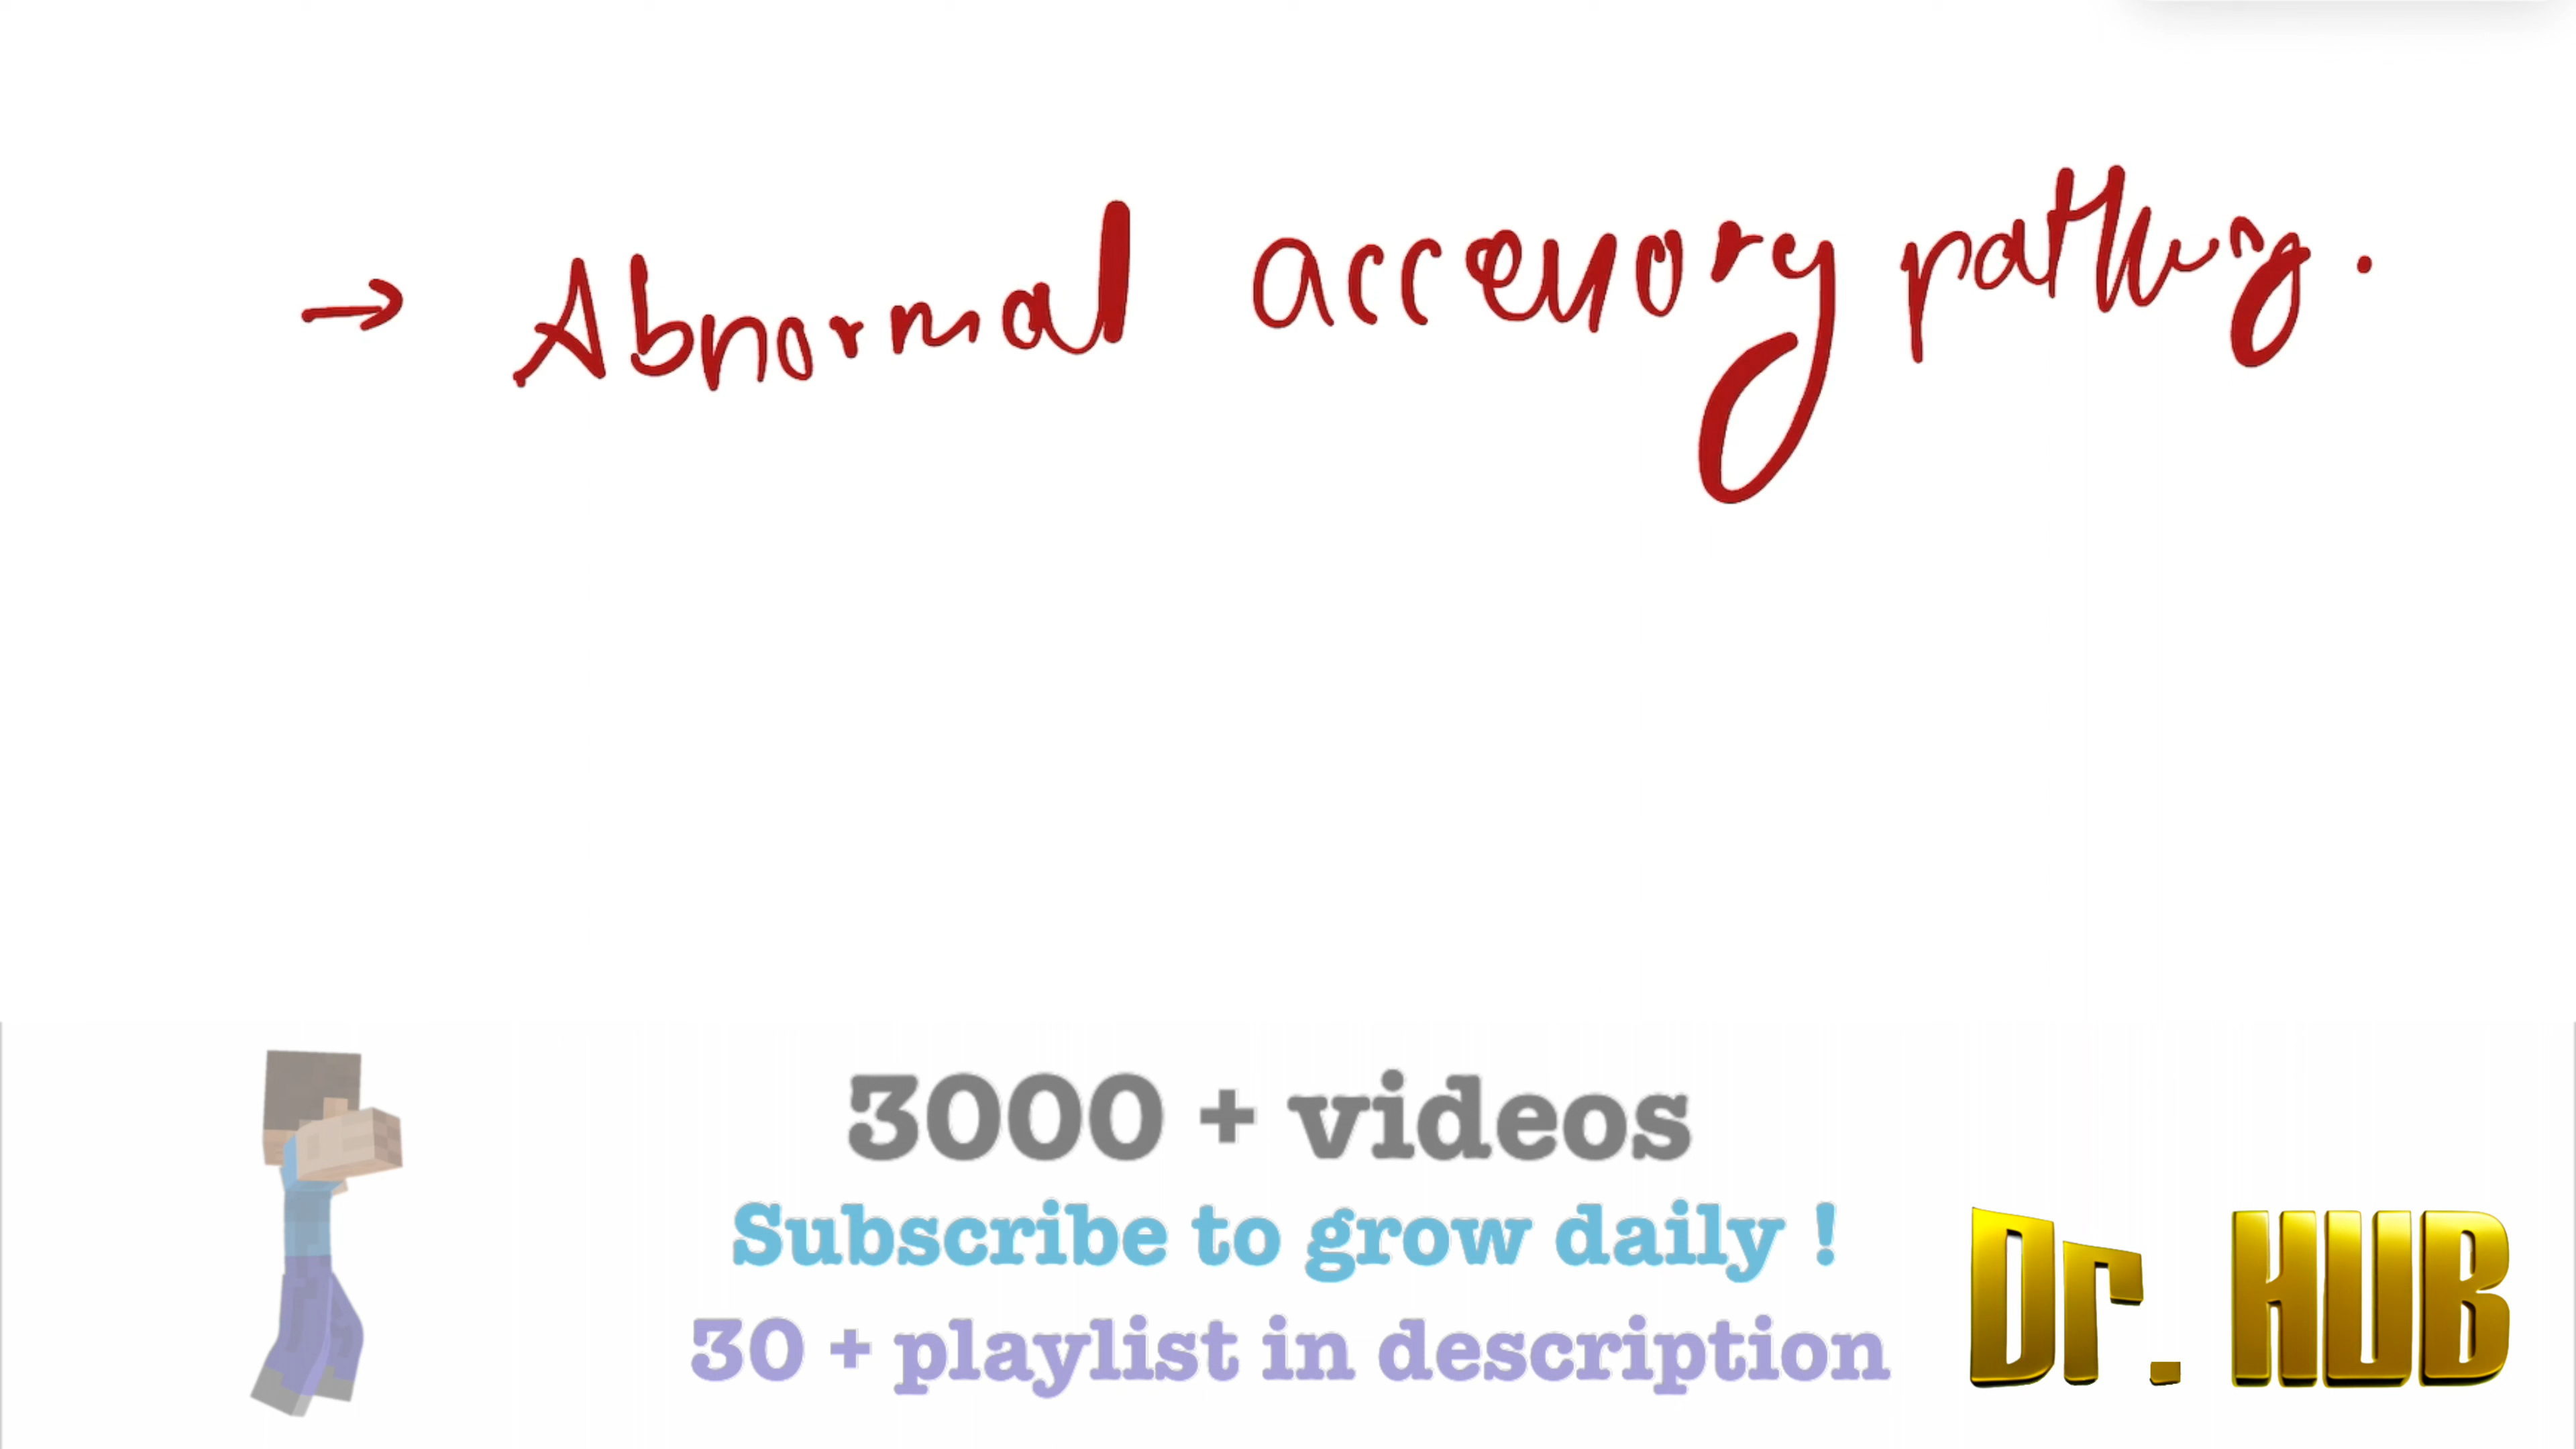 → Abnormal accessory pathway.
3000 + videos
Subscribe to grow daily !
30 + playlist in description
Dr. HUB